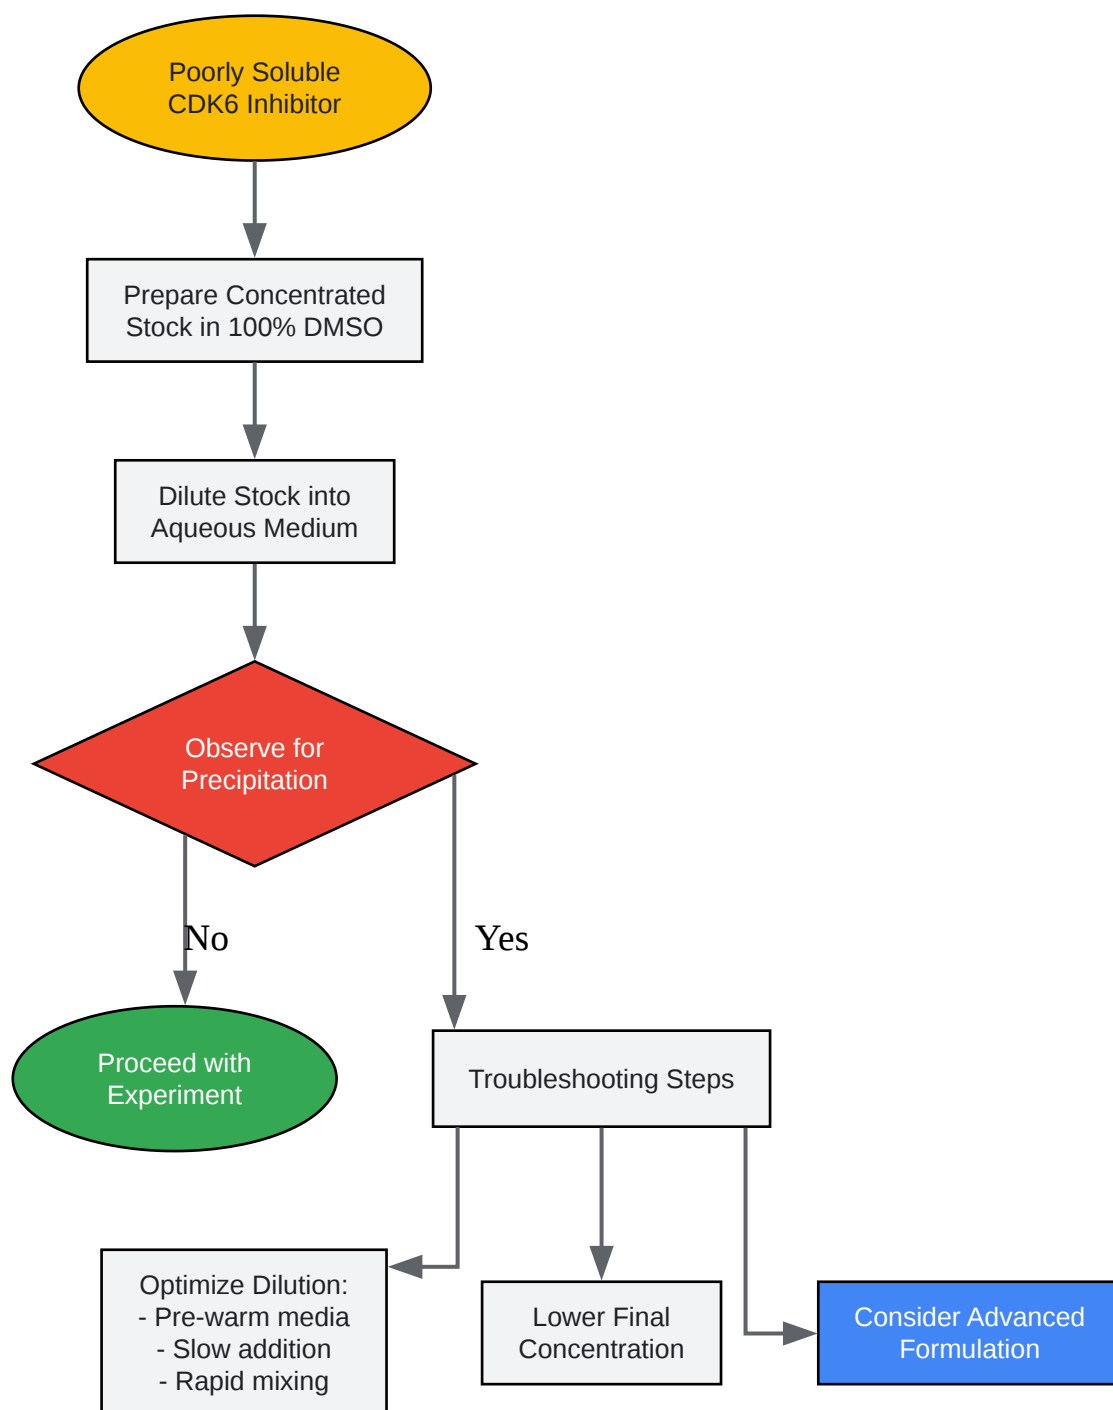 Poorly Soluble
CDK6 Inhibitor
Prepare Concentrated
Stock in 100% DMSO
Dilute Stock into
Aqueous Medium
Observe for
Precipitation
No
Yes
Proceed with
Experiment
Troubleshooting Steps
Optimize Dilution:
- Pre-warm media
- Slow addition
- Rapid mixing
Lower Final
Concentration
Consider Advanced
Formulation